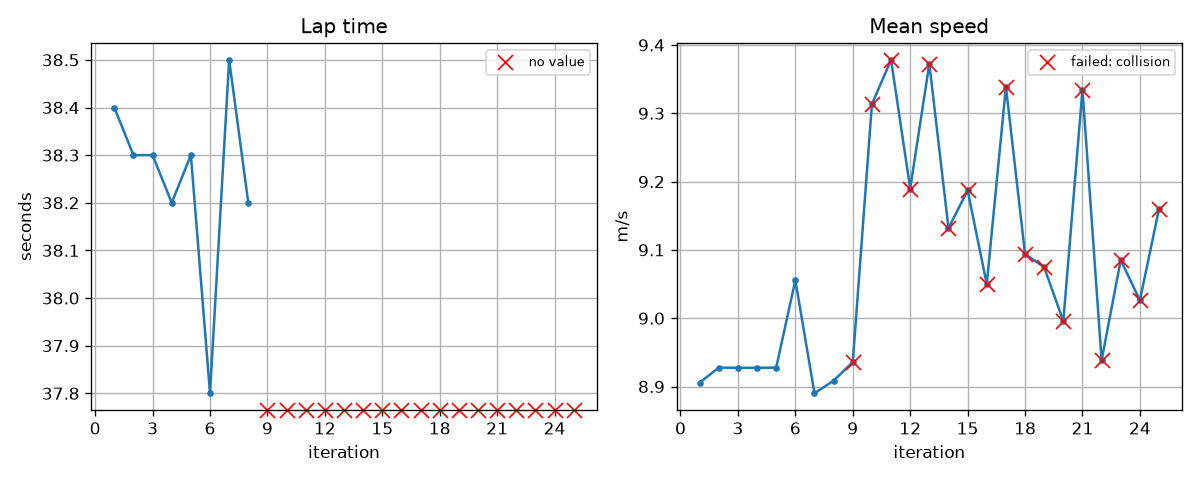 Lap time
seconds
38.5
38.4
38.3
38.2
38.1
38.0
37.9
37.8
no value
0 3 6 9 12 15 18 21 24
iteration
Mean speed
m/s
9.4
9.3
9.2
9.1
9.0
8.9
failed: collision
0 3 6 9 12 15 18 21 24
iteration